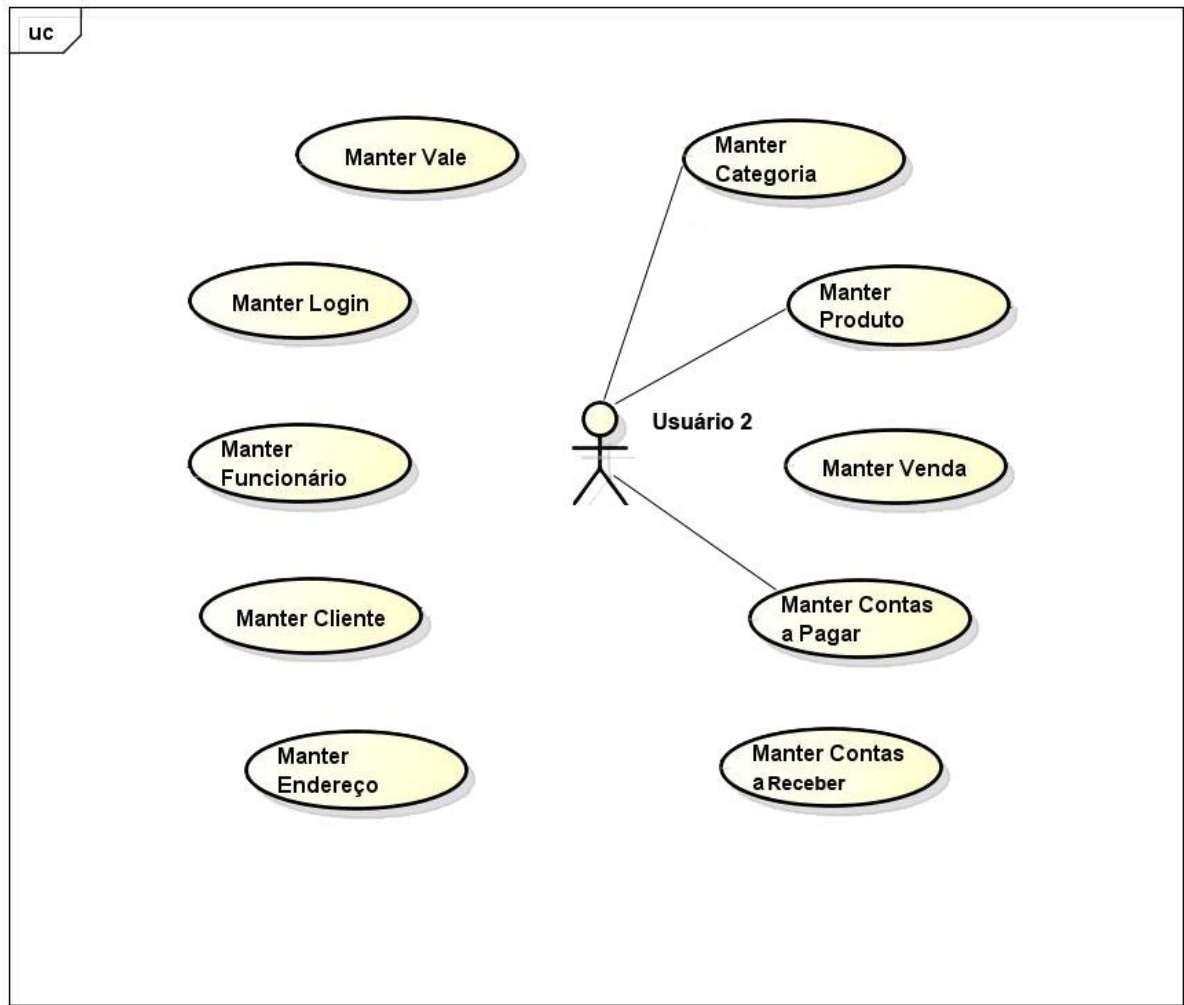 uc
Manter Vale
Manter
Categoria
Manter Login
Manter
Produto
Usuário 2
Manter
Funcionário
Manter Venda
Manter Cliente
Manter Contas
a Pagar
Manter
Endereço
Manter Contas
a Receber